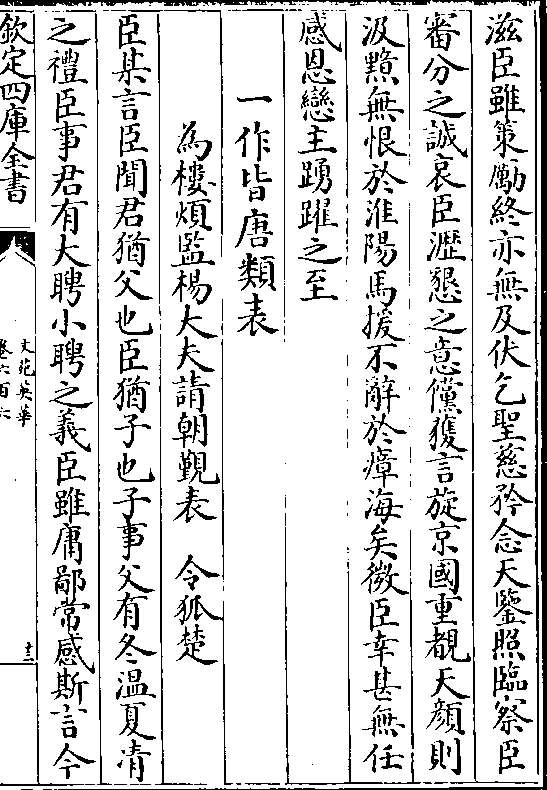 滋臣雖策勵終亦無及伏乞聖慈矜念天鑒照臨察臣
審分之誠哀臣瀝懇之意儻獲言旋京國重覩天顔則
汲黯無恨於淮陽馬援不辭於瘴海矣微臣幸甚無任
感恩戀主踴躍之至
一作皆唐類表
為樓煩監楊大夫請朝覲表　令狐楚
臣某言臣聞君猶父也臣猶子也子事父有冬温夏凊
之禮臣事君有大聘小聘之義臣雖庸鄙常感斯言今
欽定四庫全書
文苑英華
卷六百六
十二